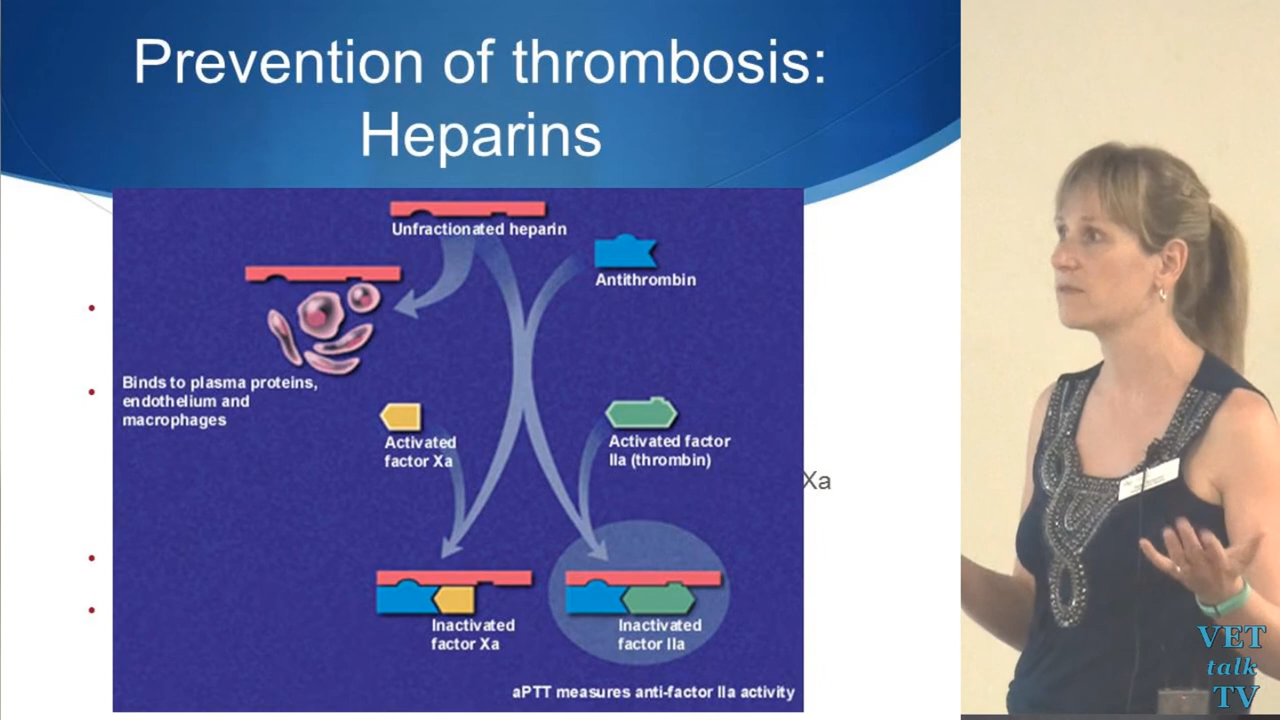 Prevention of thrombosis:
Heparins
Unfractionated heparin
Antithrombin
Binds to plasma proteins,
endothelium and
macrophages
Activated
factor Xa
Activated factor
IIa (thrombin)
Xa
Inactivated
factor Xa
Inactivated
factor IIa
aPTT measures anti-factor IIa activity
VET
talk
TV